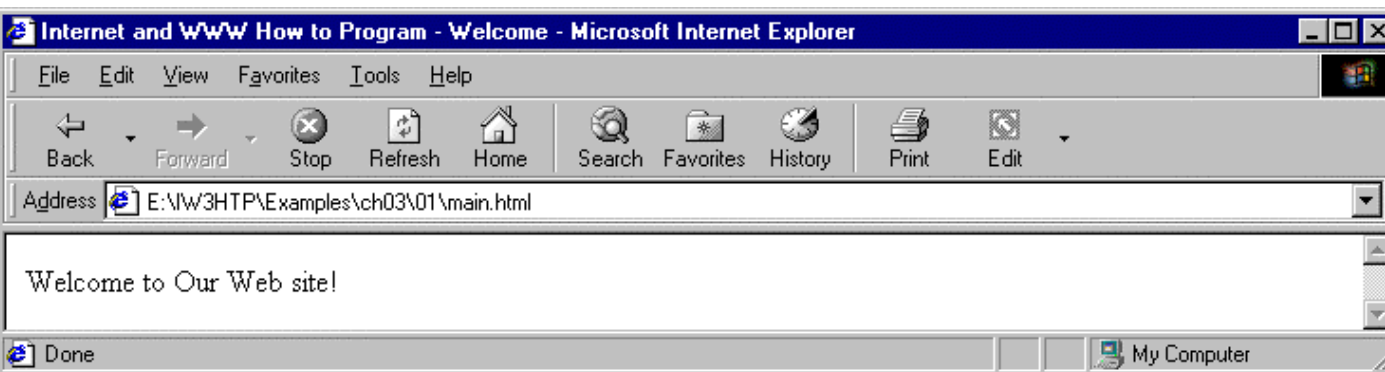 Internet and WWW How to Program - Welcome - Microsoft Internet Explorer
File Edit View Favorites Tools Help
Back Forward Stop Refresh Home Search Favorites History Print Edit
Address E:\IW3HTP\Examples\ch03\01\main.html
Welcome to Our Web site!
Done My Computer